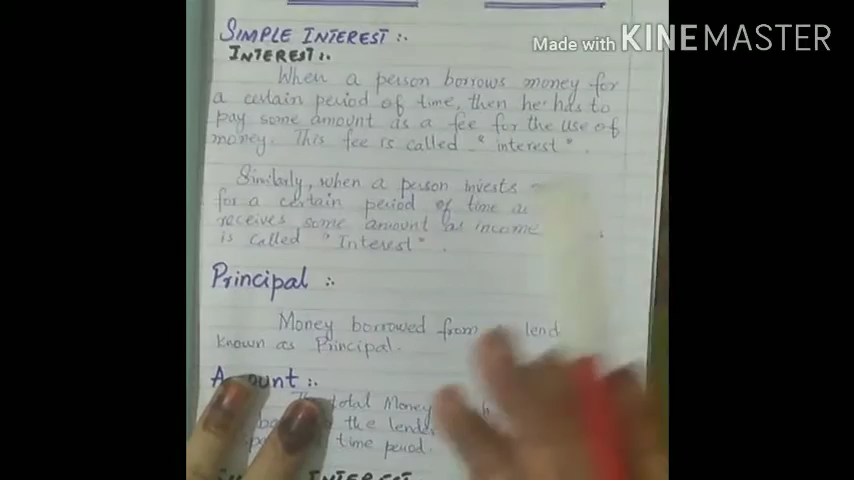 Made with KINEMASTER
SIMPLE INTEREST :.
INTEREST :.
When a person borrows money for
a certain period of time, then he has to
pay some amount as a fee for the use of
money. This fee is called "interest".
Similarly, when a person invests
for a certain period of time
receives some amount as income
is called "Interest".
Principal :.
Money borrowed from lend
known as Principal.
Amount :.
total Money
the lender
time period.
INTEREST